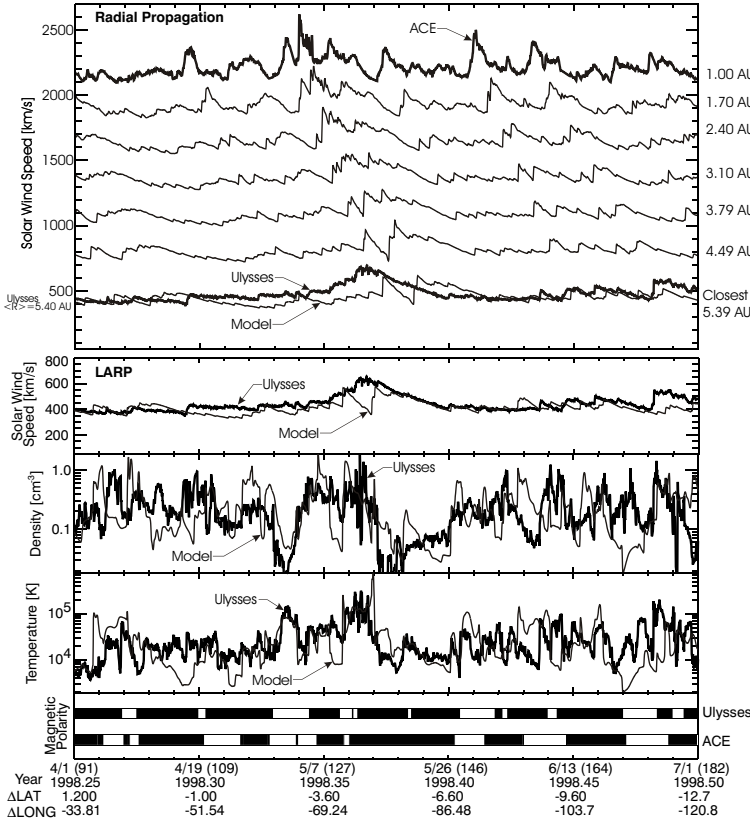 Radial Propagation
ACE
2500
2000
1500
1000
500
Solar Wind Speed [km/s]
1.00 AU
1.70 AU
2.40 AU
3.10 AU
3.79 AU
4.49 AU
Closest
5.39 AU
Ulysses
<R>=5.40 AU
Ulysses
Model
LARP
800
600
400
200
Solar Wind
Speed [km/s]
Ulysses
Model
1.0
0.1
Density [cm³]
Ulysses
Model
10⁵
10⁴
Temperature [K]
Ulysses
Model
Magnetic
Polarity
Ulysses
ACE
4/1 (91) 4/19 (109) 5/7 (127) 5/26 (146) 6/13 (164) 7/1 (182)
Year 1998.25 1998.30 1998.35 1998.40 1998.45 1998.50
ΔLAT 1.200 -1.00 -3.60 -6.60 -9.60 -12.7
ΔLONG -33.81 -51.54 -69.24 -86.48 -103.7 -120.8